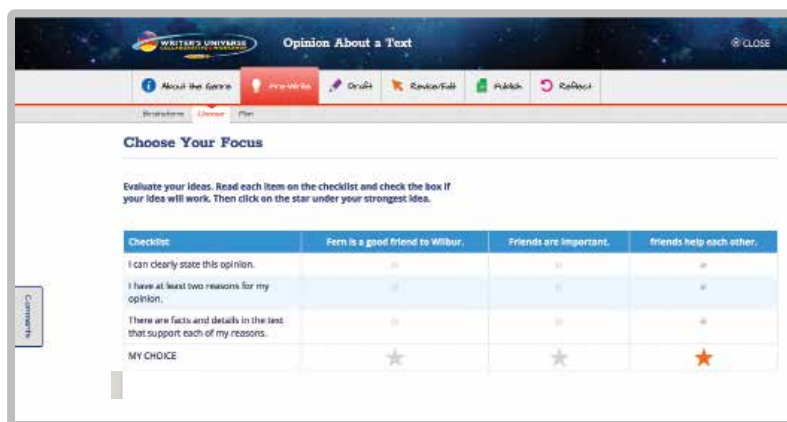 WRITER'S UNIVERSE
Opinion About a Text
CLOSE
About the Genre
Pre-Write
Draft
Revise/Edit
Publish
Reflect
Brainstorm
Choose
Plan
Choose Your Focus
Evaluate your ideas. Read each item on the checklist and check the box if
your idea will work. Then click on the star under your strongest idea.
Checklist
Fern is a good friend to Wilbur.
Friends are important.
friends help each other.
I can clearly state this opinion.
I have at least two reasons for my
opinion.
There are facts and details in the text
that support each of my reasons.
MY CHOICE
Comments